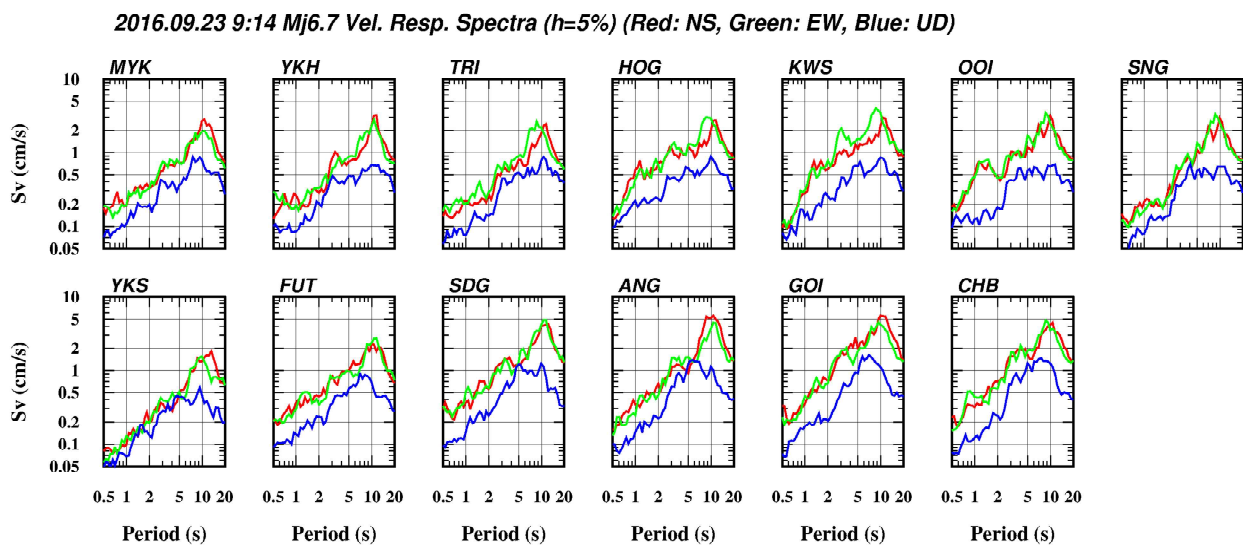 2016.09.23 9:14 Mj6.7 Vel. Resp. Spectra (h=5%) (Red: NS, Green: EW, Blue: UD)
MYK YKH TRI HOG KWS OOI SNG
10
5
2
1
0.5
0.2
0.1
0.05
Sv (cm/s)
YKS FUT SDG ANG GOI CHB
10
5
2
1
0.5
0.2
0.1
0.05
Sv (cm/s)
0.5 1 2 5 10 20 0.5 1 2 5 10 20 0.5 1 2 5 10 20 0.5 1 2 5 10 20 0.5 1 2 5 10 20 0.5 1 2 5 10 20
Period (s) Period (s) Period (s) Period (s) Period (s) Period (s)